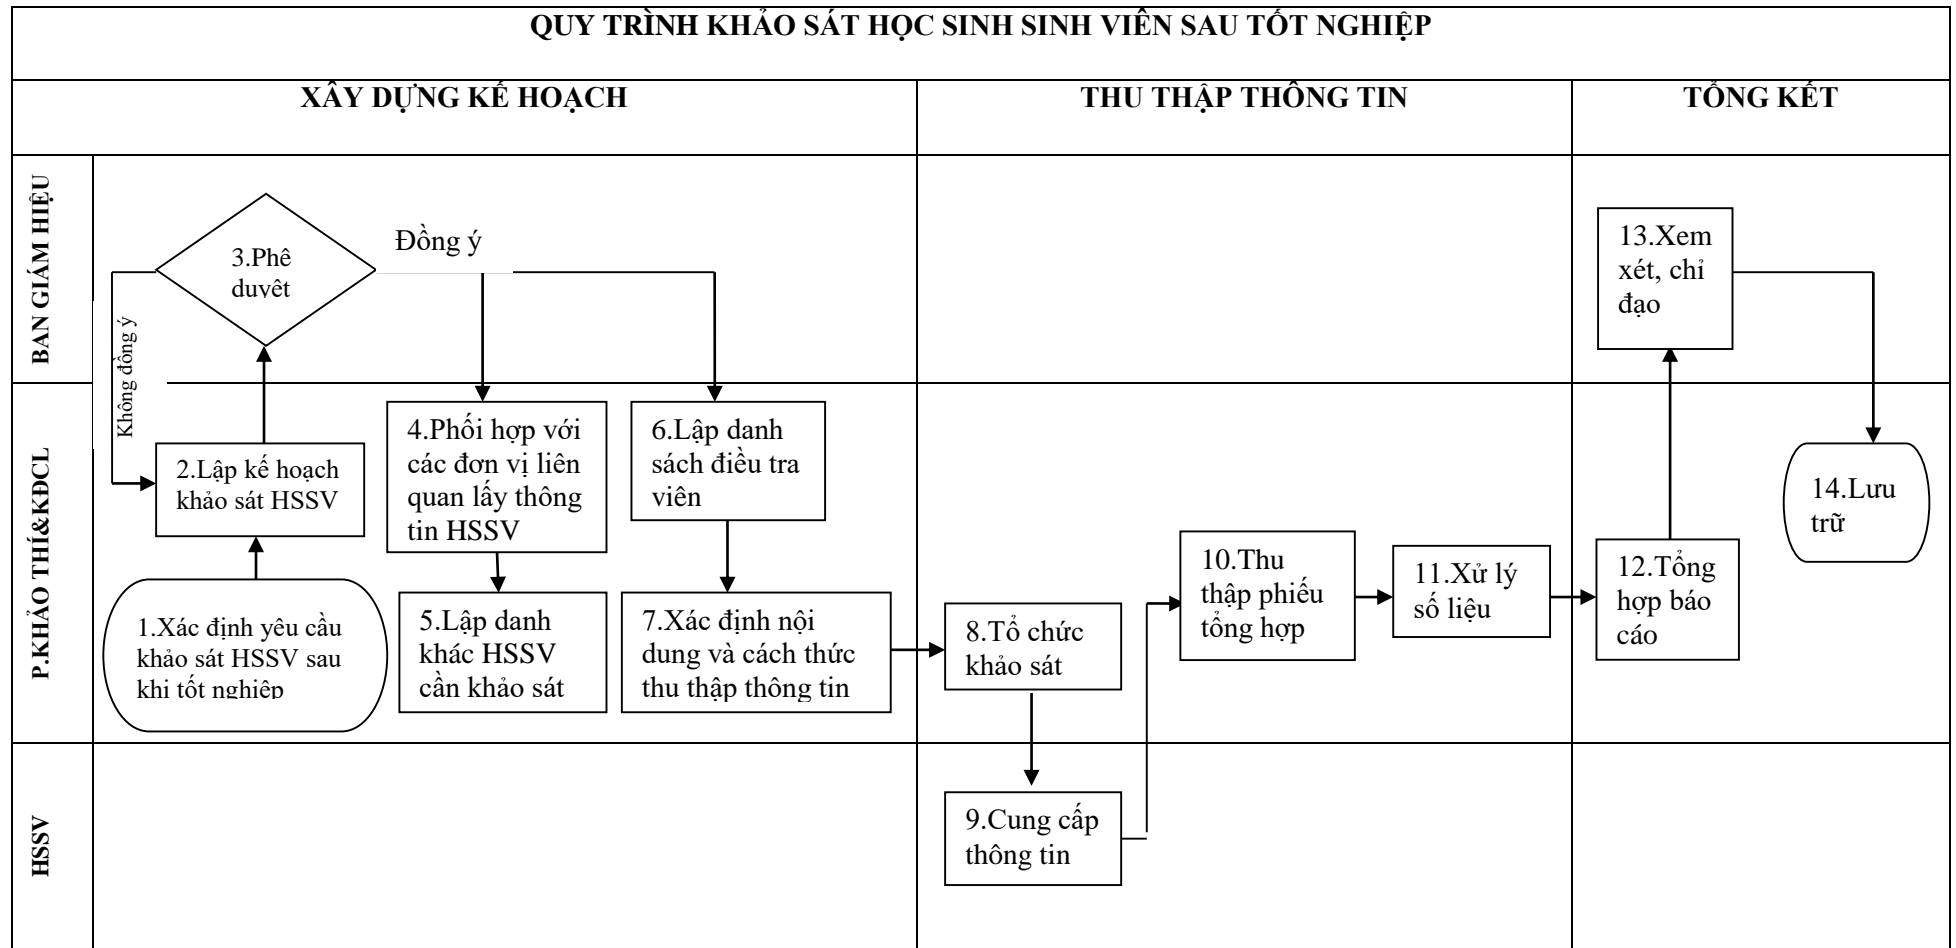 QUY TRÌNH KHẢO SÁT HỌC SINH SINH VIÊN SAU TỐT NGHIỆP
XÂY DỰNG KẾ HOẠCH
THU THẬP THÔNG TIN
TỔNG KẾT
BAN GIÁM HIỆU
3.Phê
duyệt
Đồng ý
Không đồng ý
13.Xem
xét, chỉ
đạo
P.KHẢO THÍ&KĐCL
2.Lập kế hoạch
khảo sát HSSV
1.Xác định yêu cầu
khảo sát HSSV sau
khi tốt nghiệp
4.Phối hợp với
các đơn vị liên
quan lấy thông
tin HSSV
5.Lập danh
khác HSSV
cần khảo sát
6.Lập danh
sách điều tra
viên
7.Xác định nội
dung và cách thức
thu thập thông tin
8.Tổ chức
khảo sát
10.Thu
thập phiếu
tổng hợp
11.Xử lý
số liệu
12.Tổng
hợp báo
cáo
14.Lưu
trữ
HSSV
9.Cung cấp
thông tin